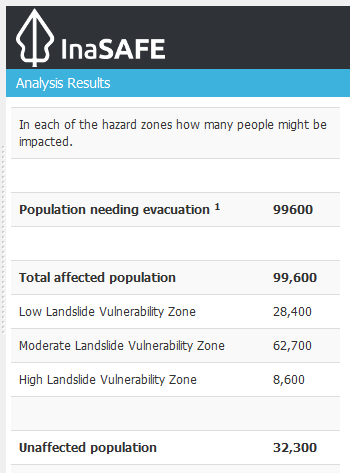 InaSAFE
Analysis Results
In each of the hazard zones how many people might be
impacted.
Population needing evacuation 1 99600
Total affected population 99,600
Low Landslide Vulnerability Zone 28,400
Moderate Landslide Vulnerability Zone 62,700
High Landslide Vulnerability Zone 8,600
Unaffected population 32,300